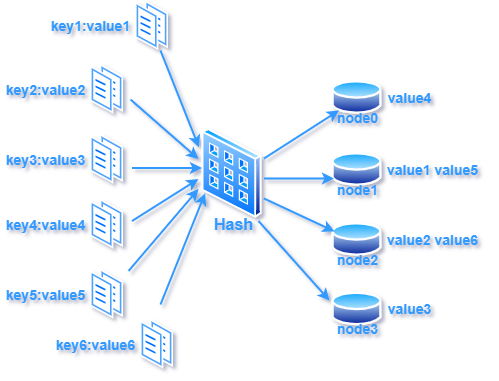 key1:value1
key2:value2
key3:value3
key4:value4
key5:value5
key6:value6
Hash
value4
node0
value1 value5
node1
value2 value6
node2
value3
node3